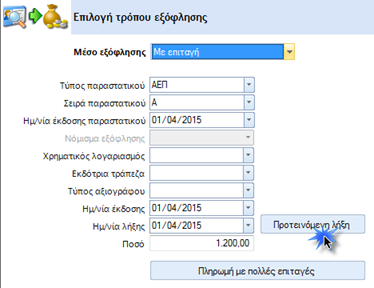 Επιλογή τρόπου εξόφλησης
Μέσο εξόφλησης Με επιταγή
Τύπος παραστατικού ΑΕΠ
Σειρά παραστατικού Α
Ημ/νία έκδοσης παραστατικού 01/04/2015
Νόμισμα εξόφλησης
Χρηματικός λογαριασμός
Εκδότρια τράπεζα
Τύπος αξιογράφου
Ημ/νία έκδοσης 01/04/2015
Ημ/νία λήξης 01/04/2015 Προτεινόμενη λήξη
Ποσό 1.200,00
Πληρωμή με πολλές επιταγές